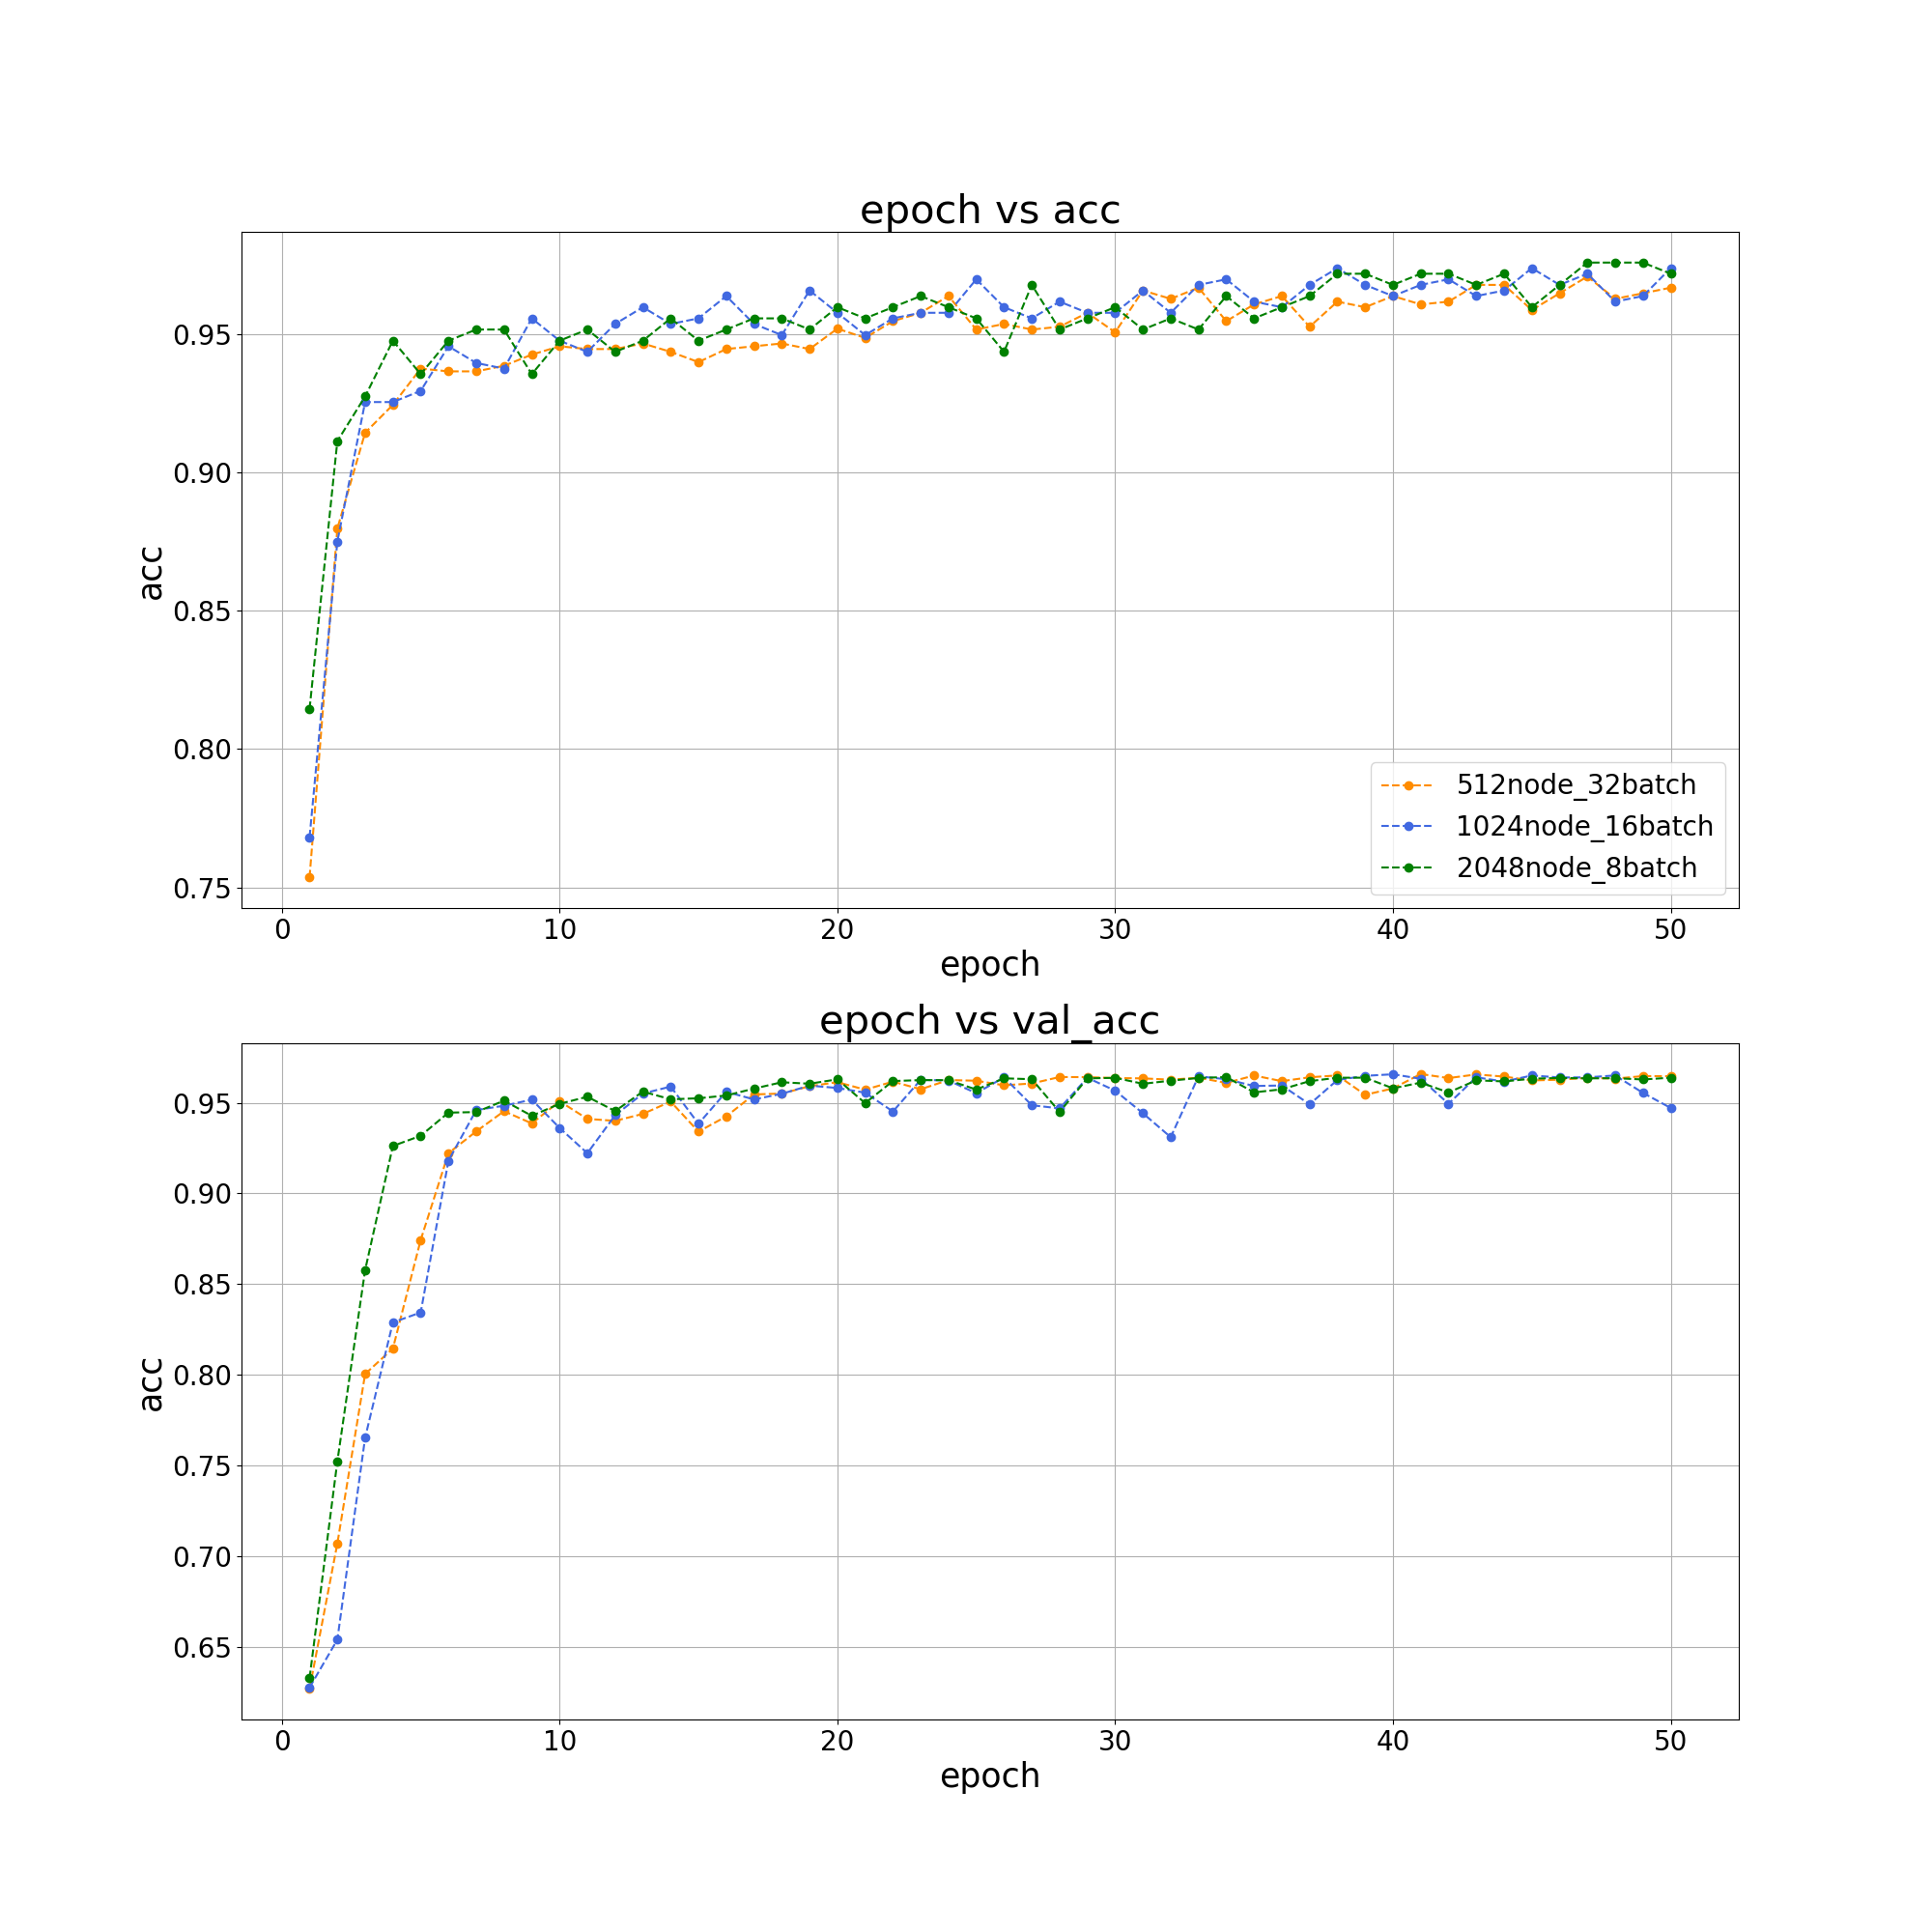 epoch vs acc
acc
0.95
0.90
0.85
0.80
0.75
512node_32batch
1024node_16batch
2048node_8batch
0 10 20 30 40 50
epoch
epoch vs val_acc
acc
0.95
0.90
0.85
0.80
0.75
0.70
0.65
0 10 20 30 40 50
epoch